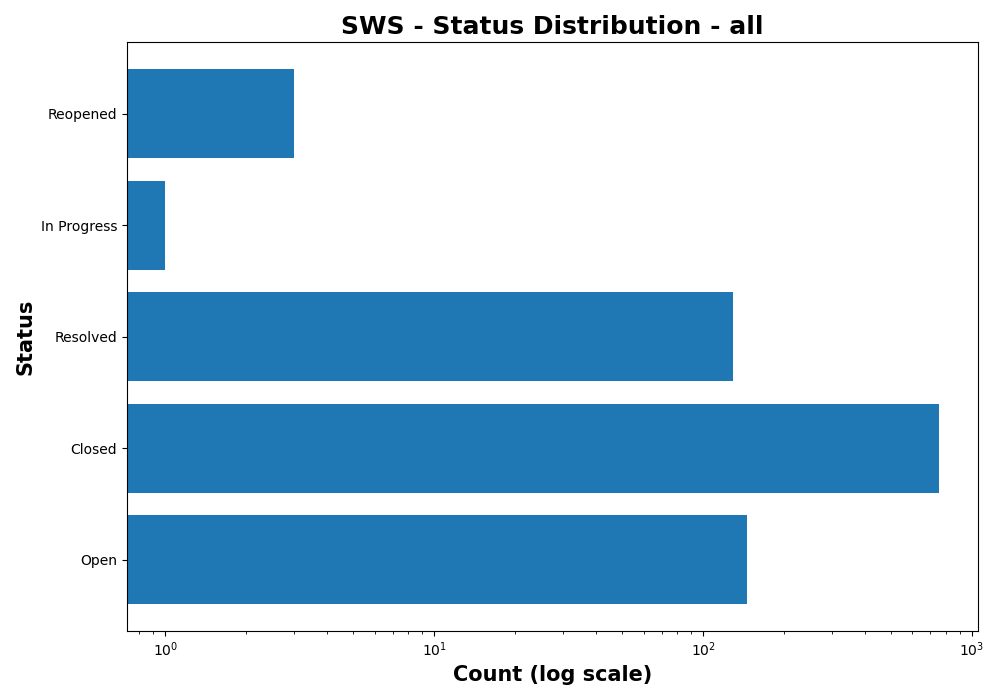 SWS - Status Distribution - all
Reopened
In Progress
Resolved
Closed
Open
Status
10⁰
10¹
10²
10³
Count (log scale)